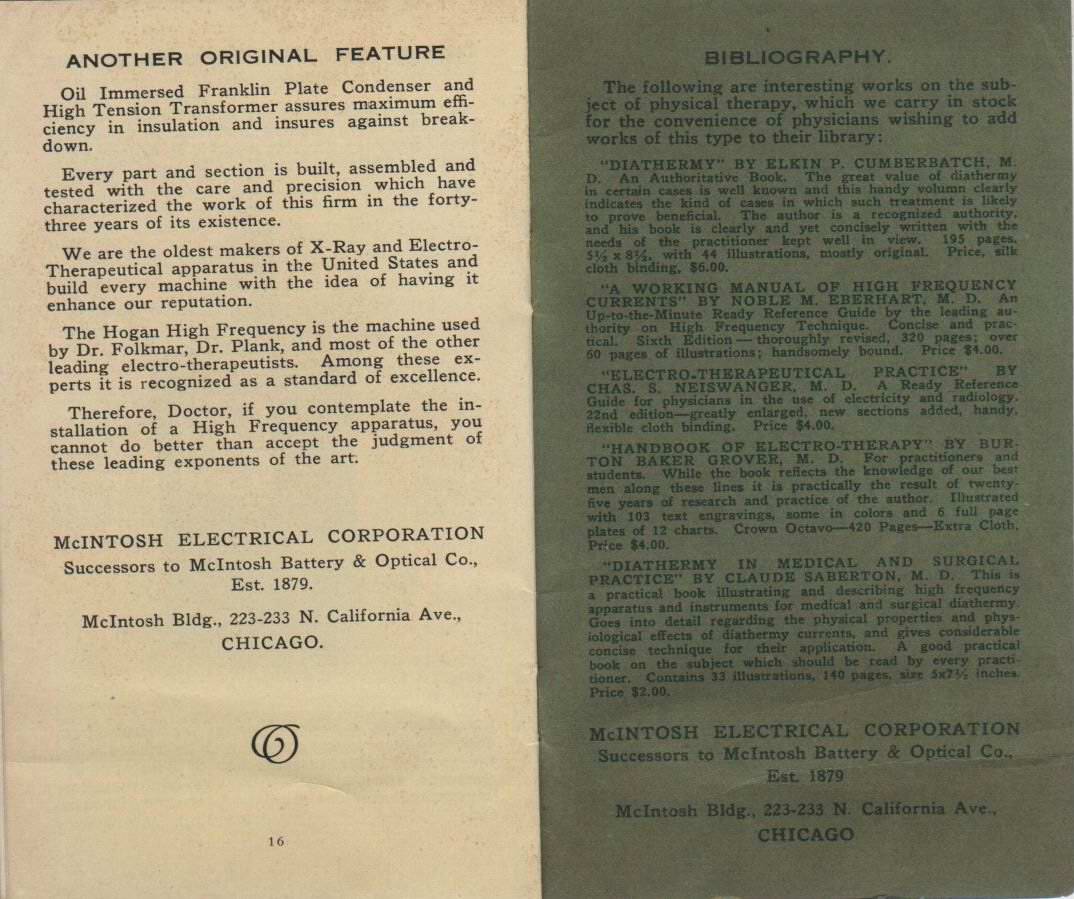 ANOTHER ORIGINAL FEATURE
Oil Immersed Franklin Plate Condenser and
High Tension Transformer assures maximum effi-
ciency in insulation and insures against break-
down.
Every part and section is built, assembled and
tested with the care and precision which have
characterized the work of this firm in the forty-
three years of its existence.
We are the oldest makers of X-Ray and Electro-
Therapeutical apparatus in the United States and
build every machine with the idea of having it
enhance our reputation.
The Hogan High Frequency is the machine used
by Dr. Folkmar, Dr. Plank, and most of the other
leading electro-therapeutists. Among these ex-
perts it is recognized as a standard of excellence.
Therefore, Doctor, if you contemplate the in-
stallation of a High Frequency apparatus, you
cannot do better than accept the judgment of
these leading exponents of the art.
McINTOSH ELECTRICAL CORPORATION
Successors to McIntosh Battery & Optical Co.,
Est. 1879.
McIntosh Bldg., 223-233 N. California Ave.,
CHICAGO.
16
BIBLIOGRAPHY.
The following are interesting works on the sub-
ject of physical therapy, which we carry in stock
for the convenience of physicians wishing to add
works of this type to their library:
"DIATHERMY" BY ELKIN P. CUMBERBATCH, M.
D. An Authoritative Book. The great value of diathermy
in certain cases is well known and this handy volumn clearly
indicates the kind of cases in which such treatment is likely
to prove beneficial. The author is a recognized authority,
and his book is clearly and yet concisely written with the
needs of the practitioner kept well in view. 195 pages,
5½ x 8½, with 44 illustrations, mostly original. Price, silk
cloth binding, $6.00.
"A WORKING MANUAL OF HIGH FREQUENCY
CURRENTS" BY NOBLE M. EBERHART, M. D. An
Up-to-the-Minute Ready Reference Guide by the leading au-
thority on High Frequency Technique. Concise and prac-
tical. Sixth Edition — thoroughly revised, 320 pages; over
60 pages of illustrations; handsomely bound. Price $4.00.
"ELECTRO-THERAPEUTICAL PRACTICE" BY
CHAS. S. NEISWANGER, M. D. A Ready Reference
Guide for physicians in the use of electricity and radiology.
22nd edition—greatly enlarged, new sections added, handy,
flexible cloth binding. Price $4.00.
"HANDBOOK OF ELECTRO-THERAPY" BY BUR-
TON BAKER GROVER, M. D. For practitioners and
students. While the book reflects the knowledge of our best
men along these lines it is practically the result of twenty-
five years of research and practice of the author. Illustrated
with 103 text engravings, some in colors and 6 full page
plates of 12 charts. Crown Octavo—420 Pages—Extra Cloth.
Price $4.00.
"DIATHERMY IN MEDICAL AND SURGICAL
PRACTICE" BY CLAUDE SABERTON, M. D. This is
a practical book illustrating and describing high frequency
apparatus and instruments for medical and surgical diathermy.
Goes into detail regarding the physical properties and phys-
iological effects of diathermy currents, and gives considerable
concise technique for their application. A good practical
book on the subject which should be read by every practi-
tioner. Contains 33 illustrations, 140 pages, size 5x7½ inches.
Price $2.00.
McINTOSH ELECTRICAL CORPORATION
Successors to McIntosh Battery & Optical Co.,
Est. 1879
McIntosh Bldg., 223-233 N. California Ave.,
CHICAGO